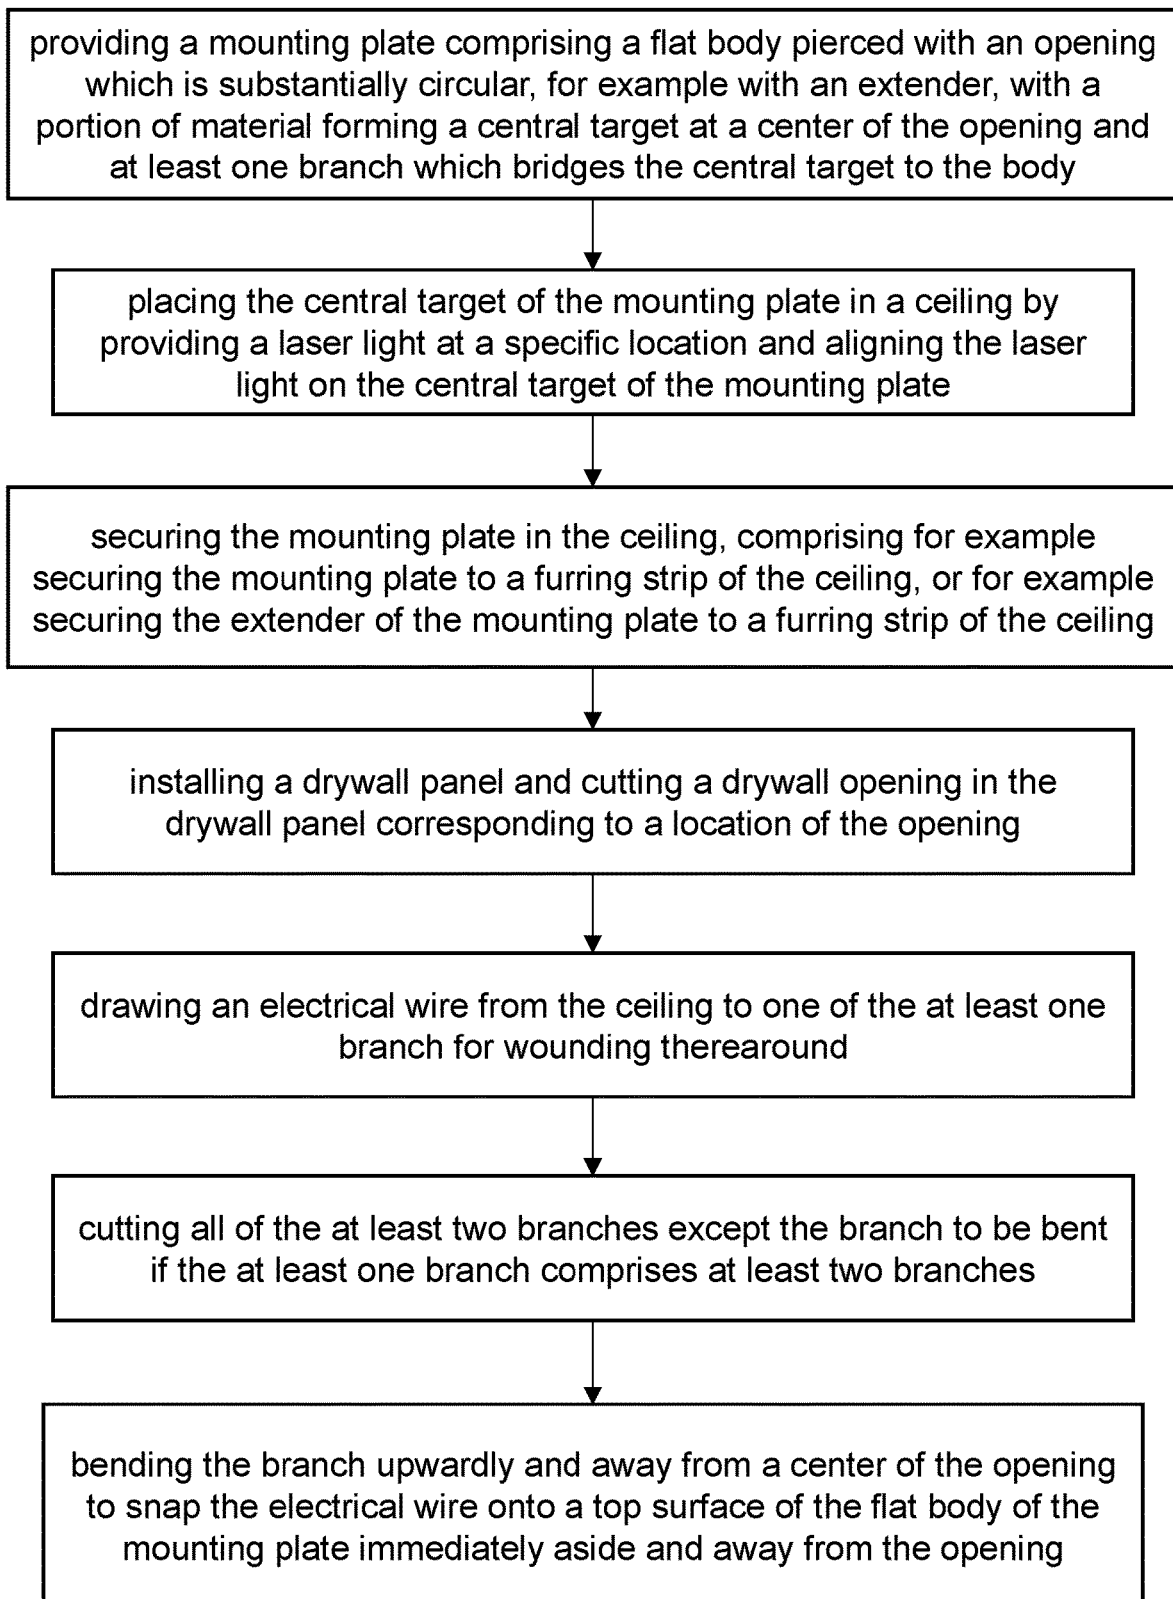 providing a mounting plate comprising a flat body pierced with an opening
which is substantially circular, for example with an extender, with a
portion of material forming a central target at a center of the opening and
at least one branch which bridges the central target to the body
placing the central target of the mounting plate in a ceiling by
providing a laser light at a specific location and aligning the laser
light on the central target of the mounting plate
securing the mounting plate in the ceiling, comprising for example
securing the mounting plate to a furring strip of the ceiling, or for example
securing the extender of the mounting plate to a furring strip of the ceiling
installing a drywall panel and cutting a drywall opening in the
drywall panel corresponding to a location of the opening
drawing an electrical wire from the ceiling to one of the at least one
branch for wounding therearound
cutting all of the at least two branches except the branch to be bent
if the at least one branch comprises at least two branches
bending the branch upwardly and away from a center of the opening
to snap the electrical wire onto a top surface of the flat body of the
mounting plate immediately aside and away from the opening